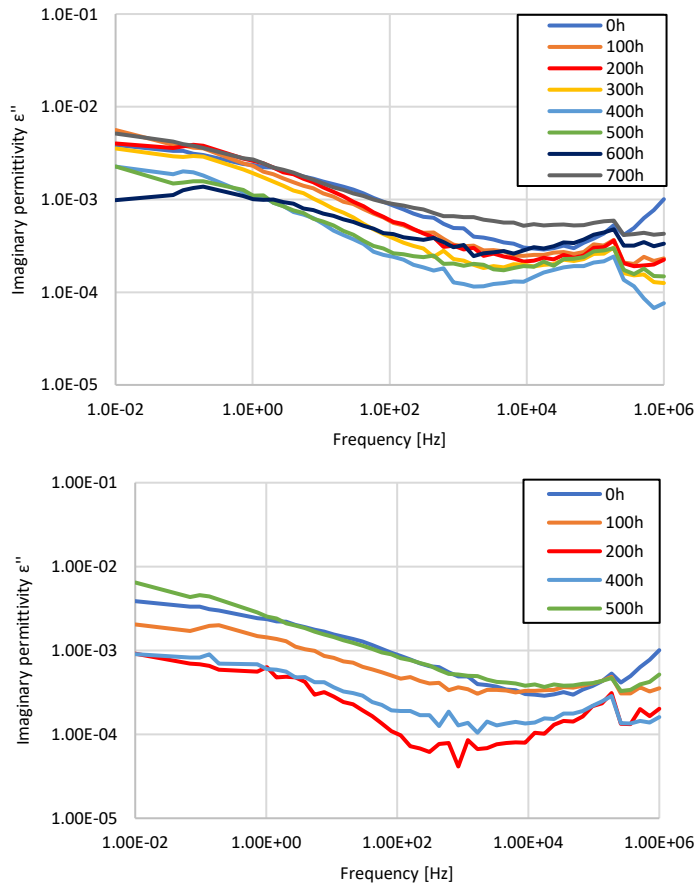 1.0E-01
1.0E-02
1.0E-03
1.0E-04
1.0E-05
Imaginary permittivity ε''
0h
100h
200h
300h
400h
500h
600h
700h
1.0E-02 1.0E+00 1.0E+02 1.0E+04 1.0E+06
Frequency [Hz]
1.00E-01
1.00E-02
1.00E-03
1.00E-04
1.00E-05
Imaginary permittivity ε''
0h
100h
200h
400h
500h
1.00E-02 1.00E+00 1.00E+02 1.00E+04 1.00E+06
Frequency [Hz]